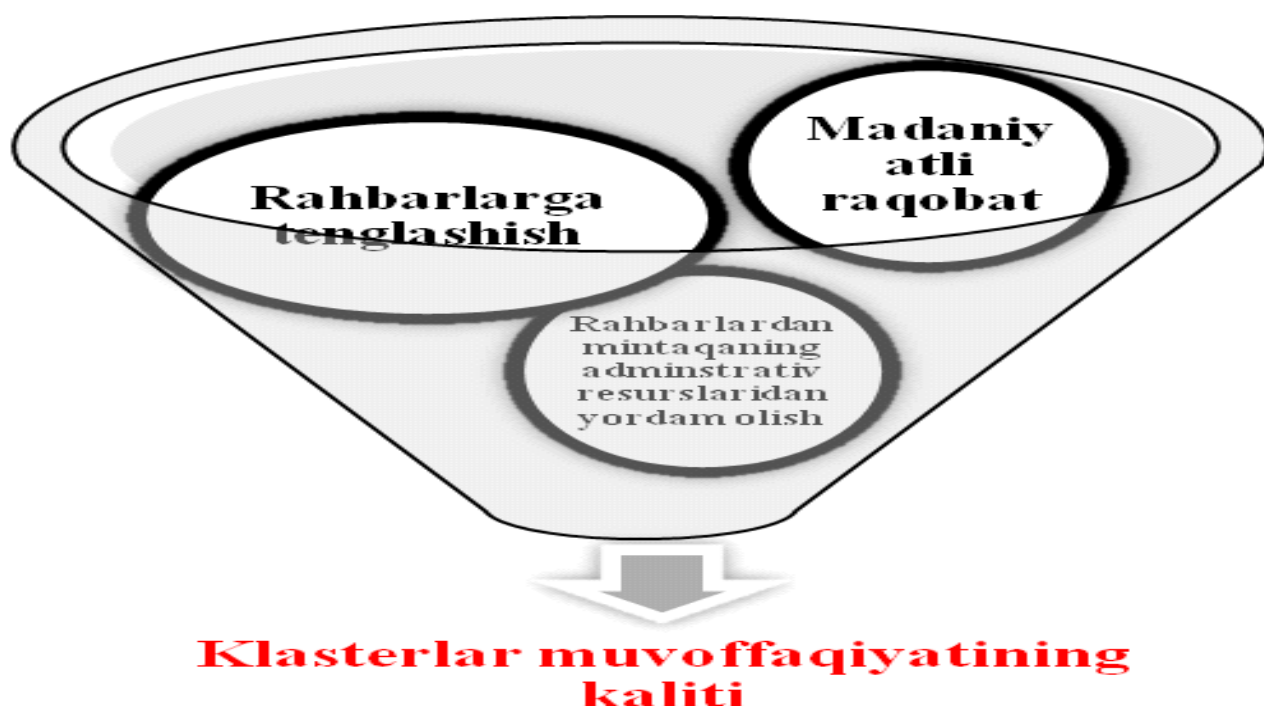 Rahbarlarga
tenglashish
Madaniy
atli
raqobat
Rahbarlardan
mintaqaning
adminstrativ
resurslaridan
yordam olish
Klasterlar muvoffaqiyatining
kaliti